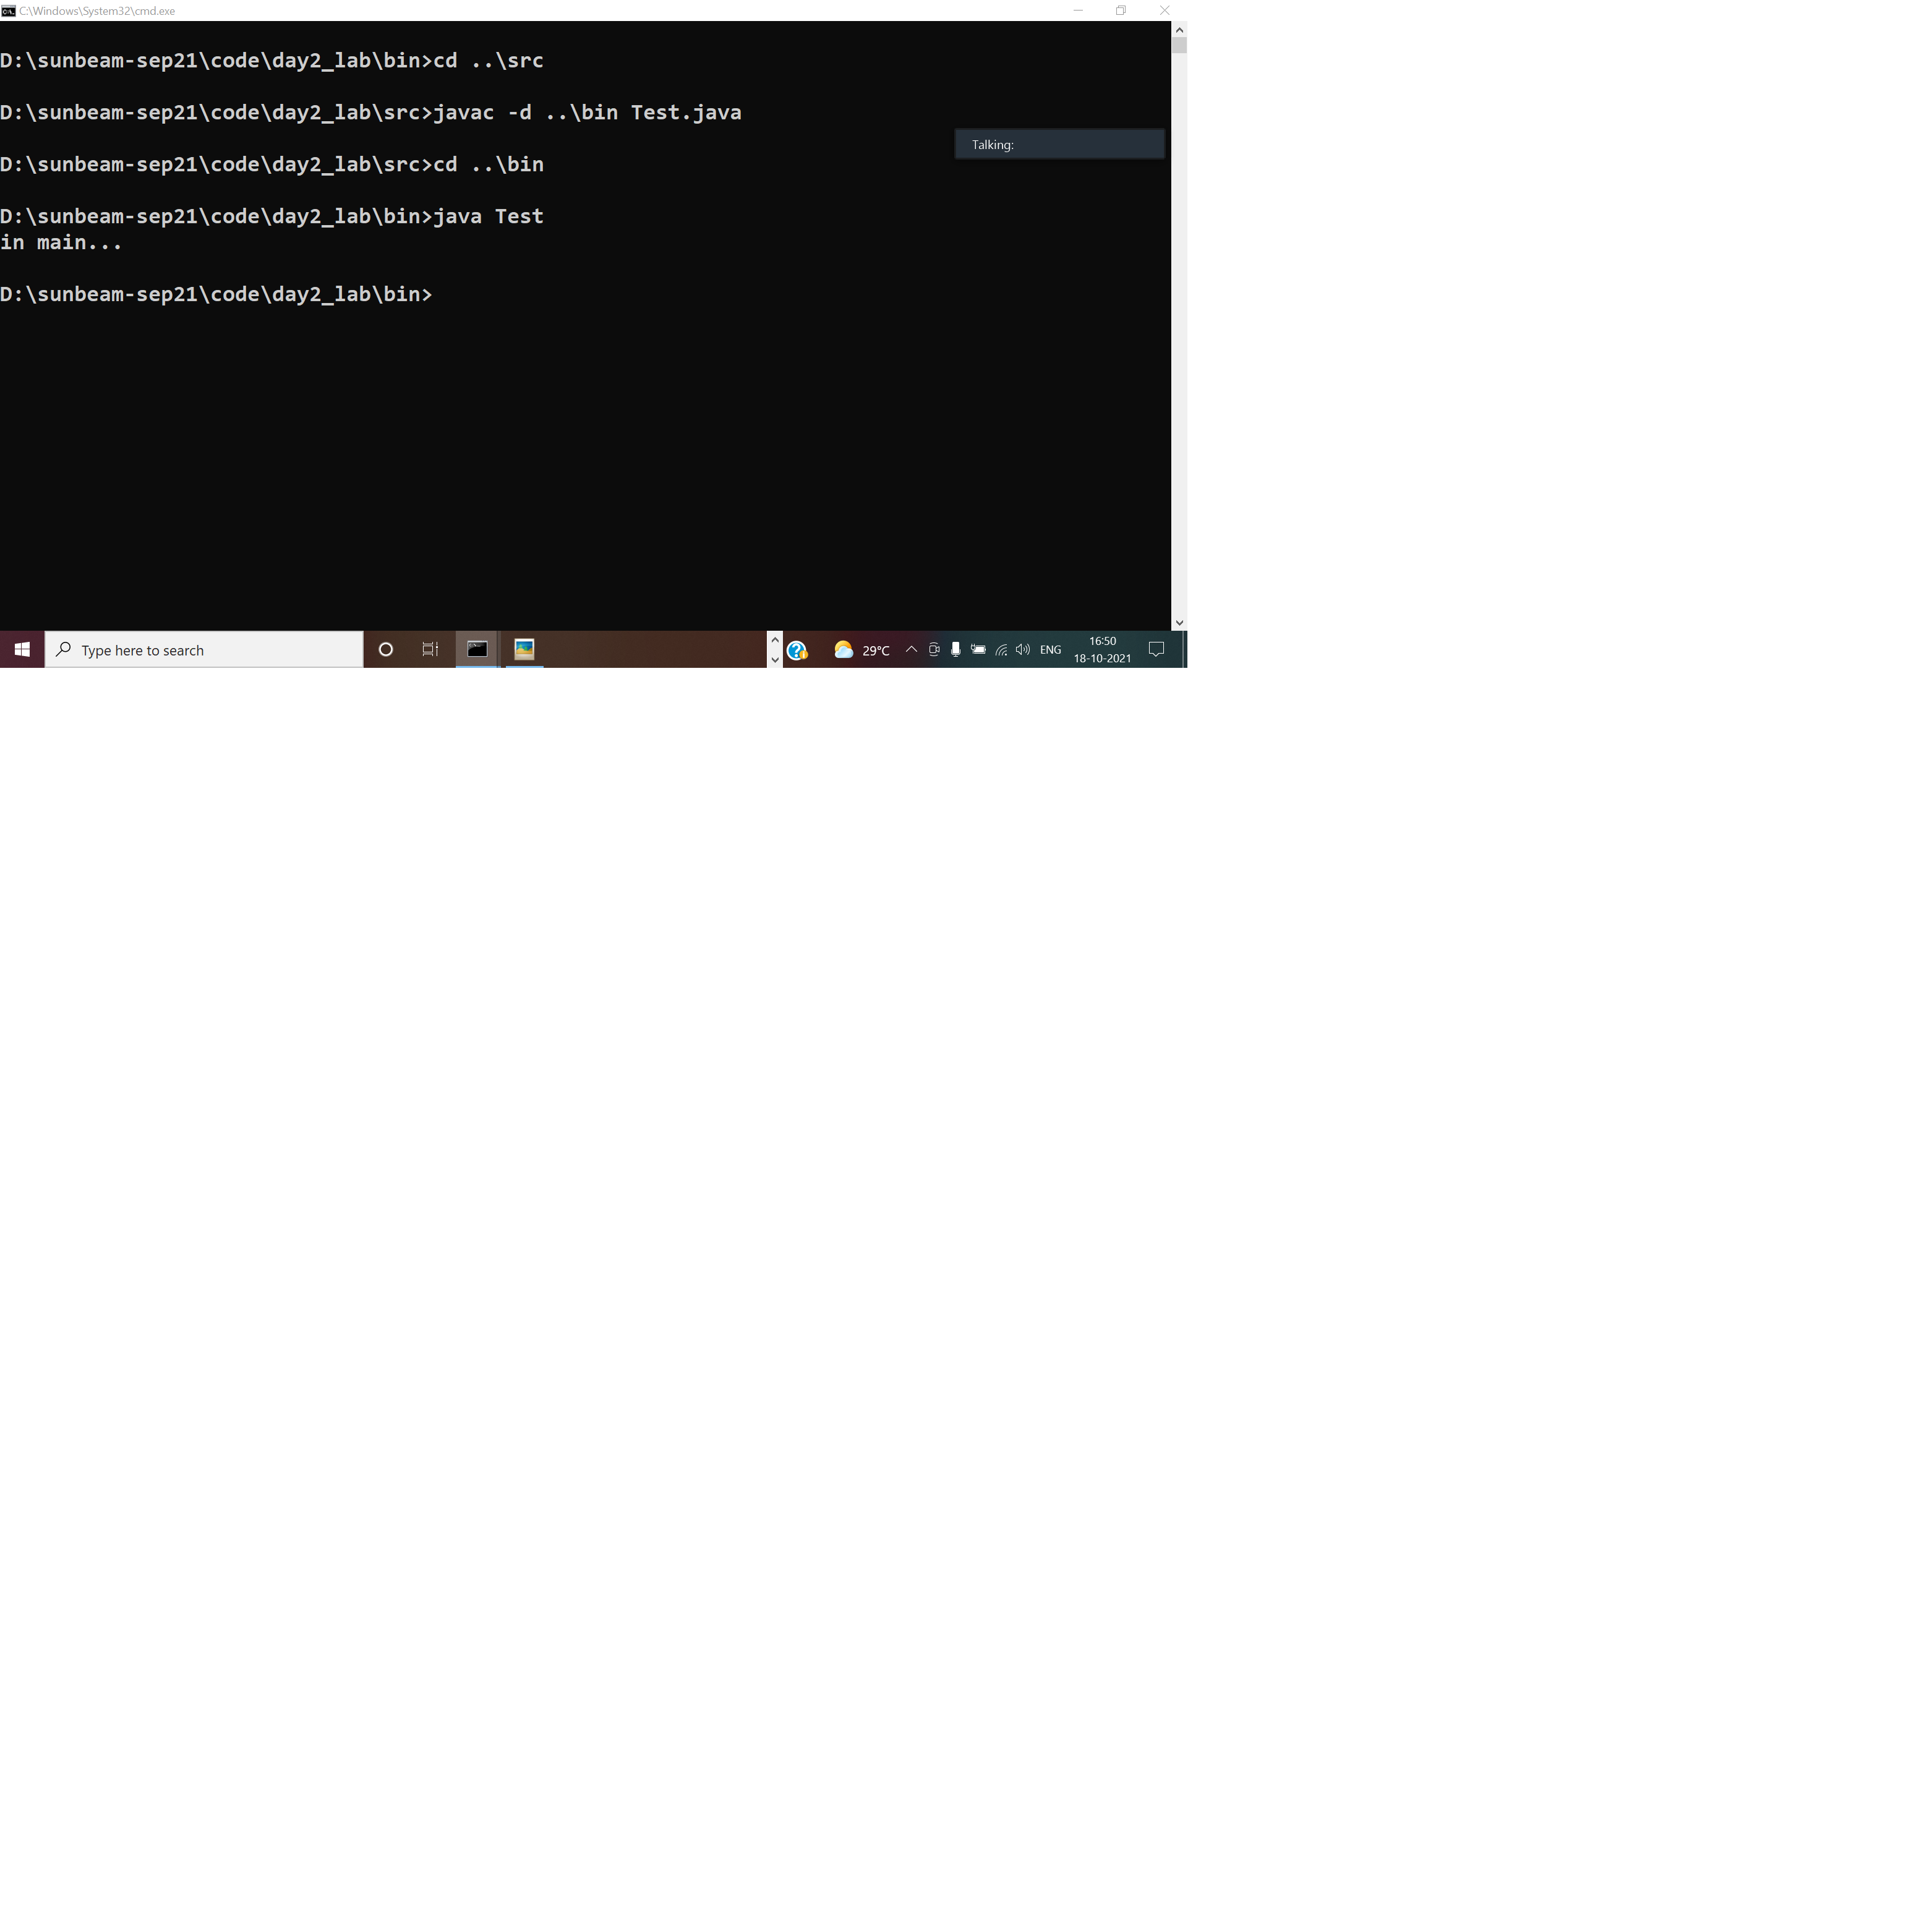 C:\Windows\System32\cmd.exe
D:\sunbeam-sep21\code\day2_lab\bin>cd ..\src
D:\sunbeam-sep21\code\day2_lab\src>javac -d ..\bin Test.java
Talking:
D:\sunbeam-sep21\code\day2_lab\src>cd ..\bin
D:\sunbeam-sep21\code\day2_lab\bin>java Test
in main...
D:\sunbeam-sep21\code\day2_lab\bin>
Type here to search
29°C
ENG
16:50
18-10-2021